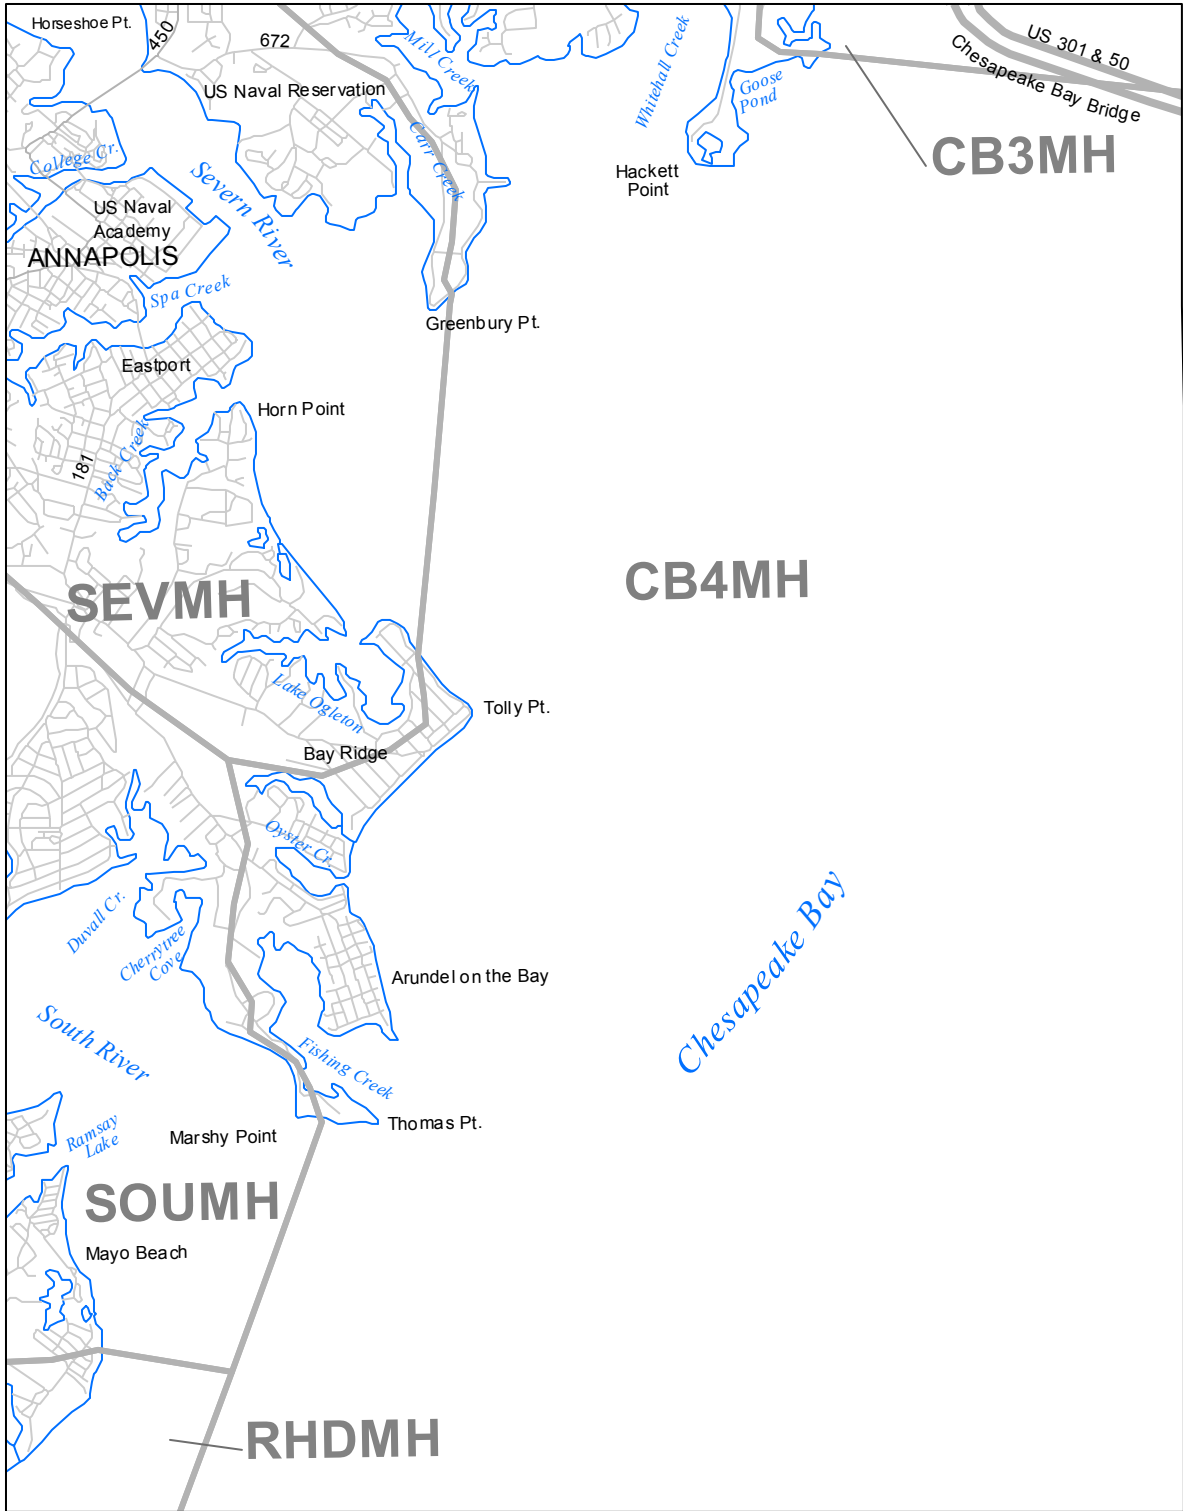 Horseshoe Pt.
450
672
Mill Creek
Whitehall Creek
US 301 & 50
Chesapeake Bay Bridge
US Naval Reservation
Goose
Pond
Carr Creek
CB3MH
College Cr.
Hackett
Point
Severn River
US Naval
Academy
ANNAPOLIS
Spa Creek
Greenbury Pt.
Eastport
Horn Point
181
Back Creek
SEVMH
CB4MH
Lake Ogleton
Tolly Pt.
Bay Ridge
Oyster Cr.
Duvall Cr.
Cherrytree
Cove
Chesapeake Bay
Arundel on the Bay
South River
Fishing Creek
Ramsay
Lake
Marshy Point
Thomas Pt.
SOUMH
Mayo Beach
RHDMH